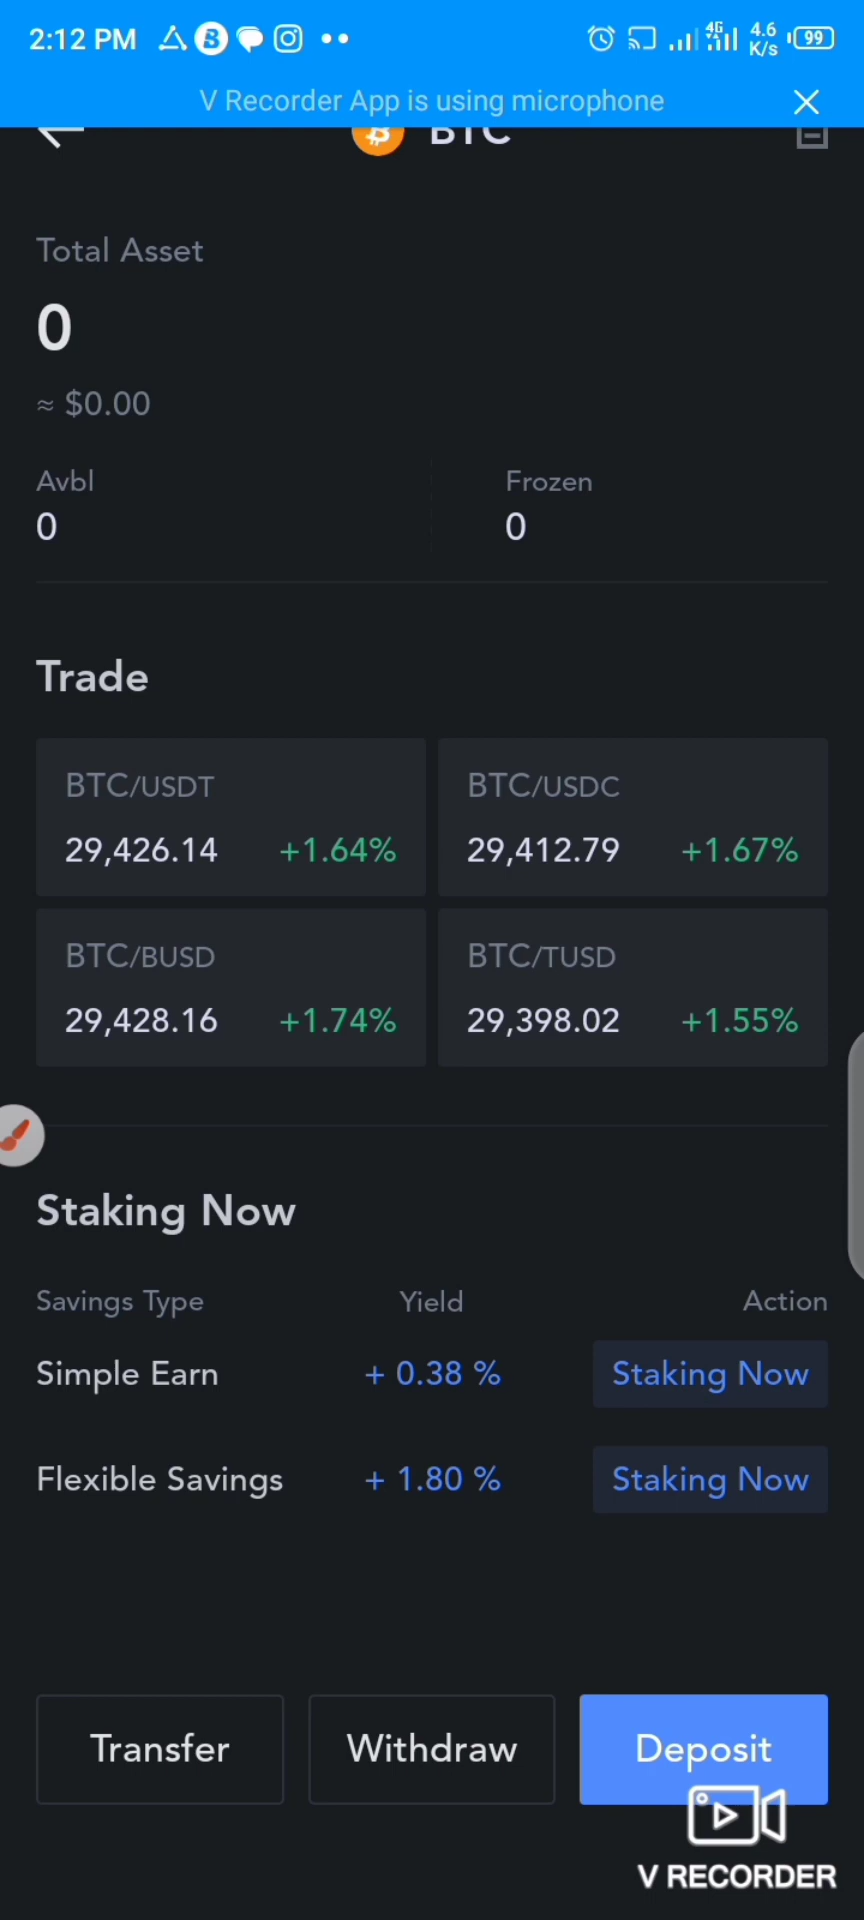 2:12 PM
4G 4.6 K/s 99
V Recorder App is using microphone
BTC
Total Asset
0
≈ $0.00
Avbl Frozen
0 0
Trade
BTC/USDT BTC/USDC
29,426.14 +1.64% 29,412.79 +1.67%
BTC/BUSD BTC/TUSD
29,428.16 +1.74% 29,398.02 +1.55%
Staking Now
Savings Type Yield Action
Simple Earn + 0.38 % Staking Now
Flexible Savings + 1.80 % Staking Now
Transfer Withdraw Deposit
V RECORDER